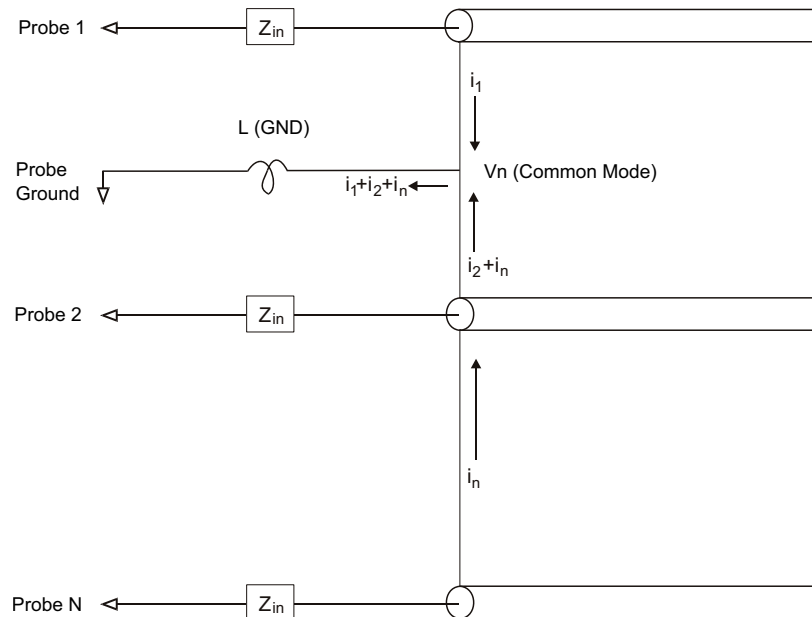 Probe 1
Zin
i1
L (GND)
Probe
Ground
i1+i2+in
Vn (Common Mode)
i2+in
Probe 2
Zin
in
Probe N
Zin